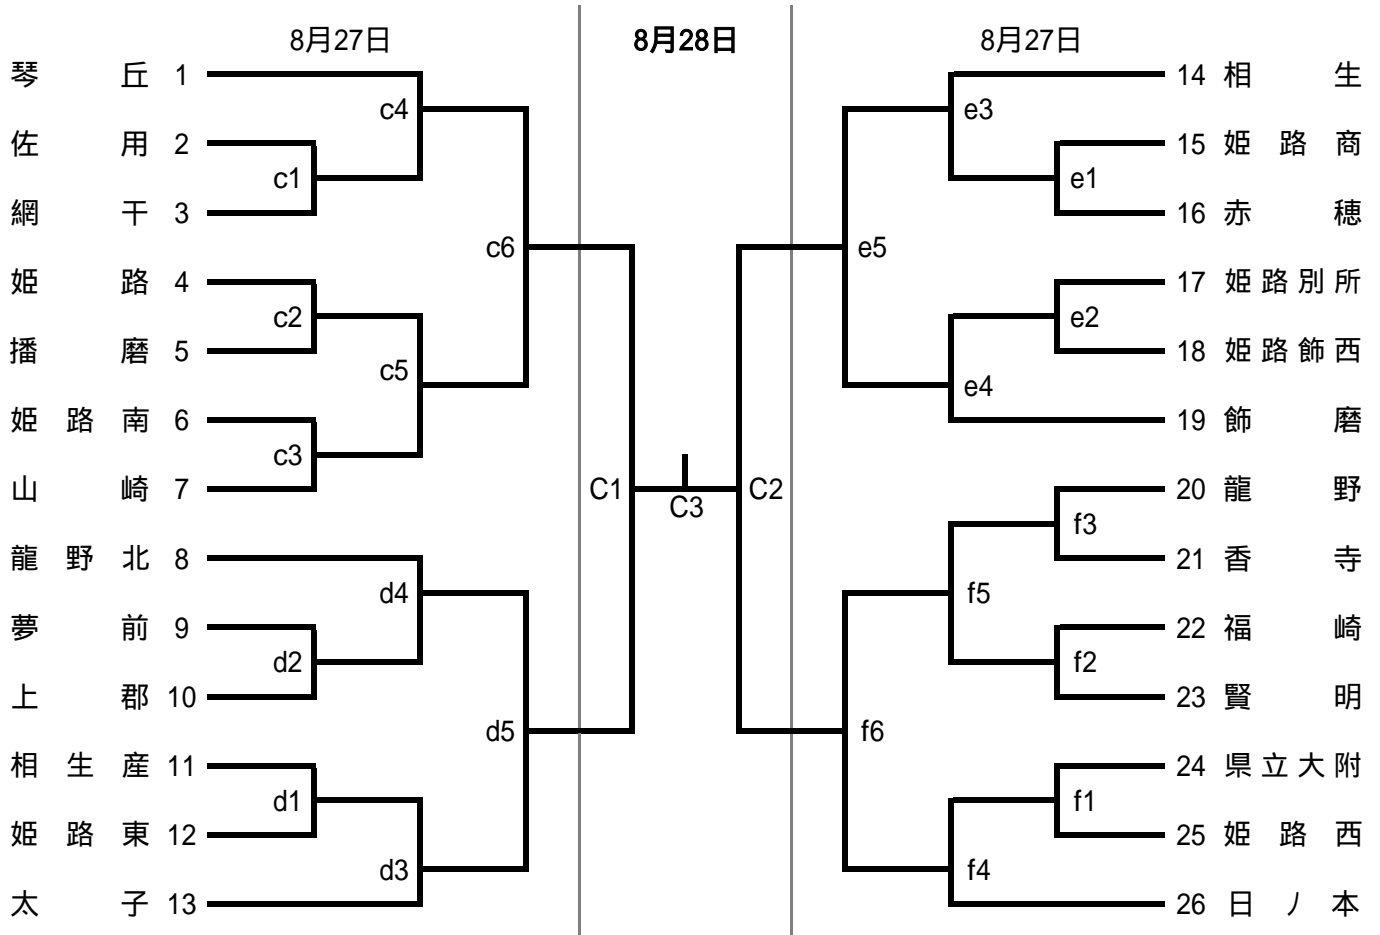 8月27日 8月28日 8月27日
琴丘 1 14 相生
c4 e3
佐用 2 15 姫路商
c1 e1
網干 3 16 赤穂
c6 e5
姫路 4 17 姫路別所
c2 e2
播磨 5 18 姫路飾西
c5 e4
姫路南 6 19 飾磨
c3
山崎 7 C1 C2 20 龍野
C3
f3
龍野北 8 21 香寺
d4 f5
夢前 9 22 福崎
d2 f2
上郡 10 23 賢明
d5 f6
相生産 11 24 県立大附
d1 f1
姫路東 12 25 姫路西
d3 f4
太子 13 26 日ノ本